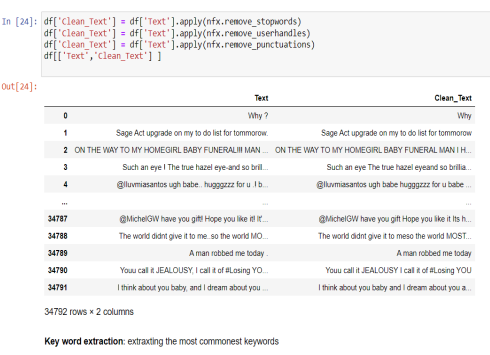 In [24]: df['Clean_Text'] = df['Text'].apply(nfx.remove_stopwords)
df['Clean_Text'] = df['Text'].apply(nfx.remove_userhandles)
df['Clean_Text'] = df['Text'].apply(nfx.remove_punctuations)
df[['Text','Clean_Text'] ]
Out[24]:
Text Clean_Text
0 Why ? Why
1 Sage Act upgrade on my to do list for tommorow. Sage Act upgrade on my to do list for tommorow
2 ON THE WAY TO MY HOMEGIRL BABY FUNERAL!!! MAN ... ON THE WAY TO MY HOMEGIRL BABY FUNERAL MAN I H...
3 Such an eye ! The true hazel eye-and so brill... Such an eye The true hazel eyeand so brillia...
4 @Iluvmiasantos ugh babe.. hugggzzz for u .! b... @Iluvmiasantos ugh babe hugggzzz for u babe ...
... ... ...
34787 @MichelGW have you gift! Hope you like it! It'... @MichelGW have you gift Hope you like it Its h...
34788 The world didnt give it to me..so the world MO... The world didnt give it to meso the world MOST...
34789 A man robbed me today . A man robbed me today
34790 Youu call it JEALOUSY, I call it of #Losing YO... Youu call it JEALOUSY I call it of #Losing YOU
34791 I think about you baby, and I dream about you ... I think about you baby and I dream about you a...
34792 rows × 2 columns
Key word extraction: extraxting the most commonest keywords